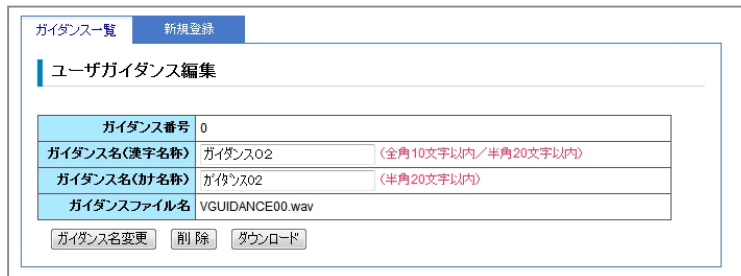 ガイダンス一覧 新規登録
ユーザガイダンス編集
ガイダンス番号 0
ガイダンス名(漢字名称) ガイダンス02 (全角10文字以内/半角20文字以内)
ガイダンス名(カナ名称) ガイダンス02 (半角20文字以内)
ガイダンスファイル名 VGUIDANCE00.wav
ガイダンス名変更 削 除 ダウンロード